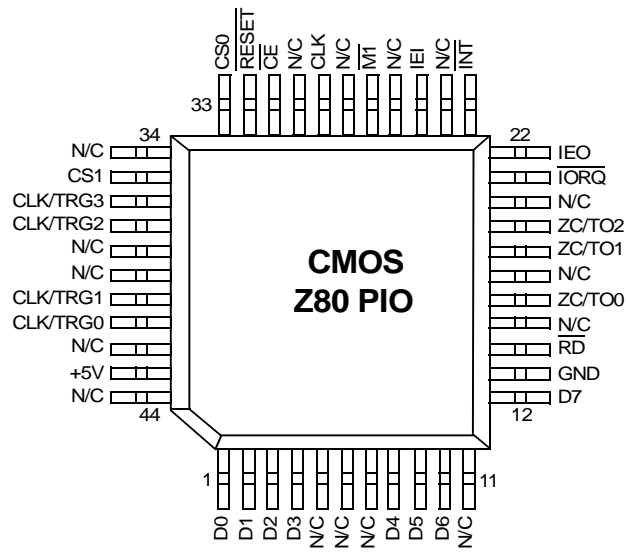 CS0
RESET
CE
N/C
CLK
N/C
M1
N/C
IEI
N/C
INT
33
34
22
N/C
CS1
CLK/TRG3
CLK/TRG2
N/C
N/C
CLK/TRG1
CLK/TRG0
N/C
+5V
N/C
CMOS
Z80 PIO
IEO
IORQ
N/C
ZC/TO2
ZC/TO1
N/C
ZC/TO0
N/C
RD
GND
D7
44
12
1
11
D0
D1
D2
D3
N/C
N/C
N/C
D4
D5
D6
N/C